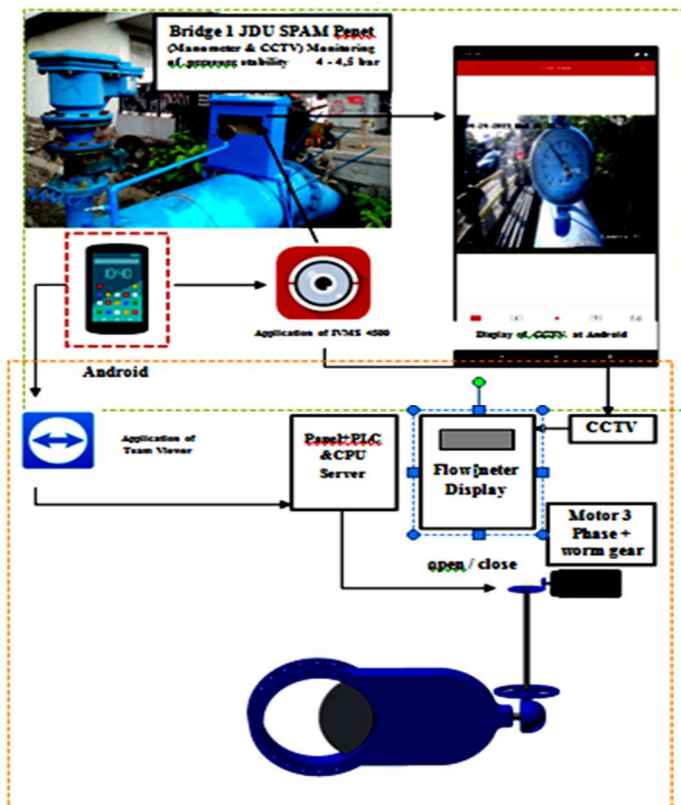 Bridge 1 JDU SPAM Penet
(Manometer & CCTV) Monitoring
of pressure stability 4 - 4,5 bar
Application of IVMS 4500
Display of CCTV at Android
Android
Application of
Team Viewer
Panel+PLC
&CPU
Server
Flowmeter
Display
CCTV
Motor 3
Phase +
worm gear
open / close